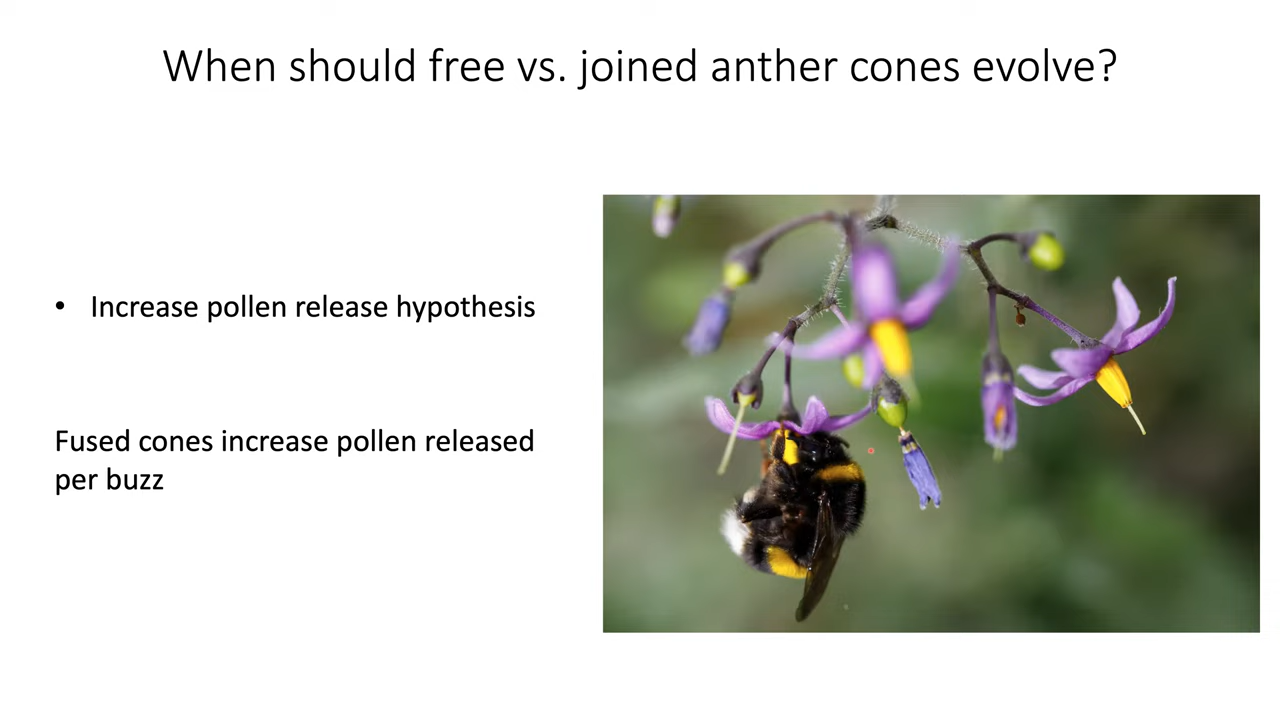 When should free vs. joined anther cones evolve?
• Increase pollen release hypothesis
Fused cones increase pollen released
per buzz